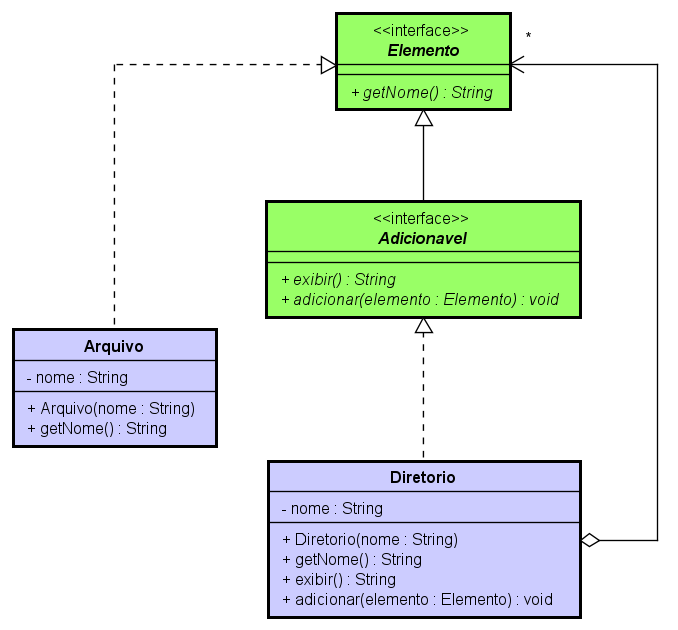 <<interface>>
Elemento
+ getNome() : String
*
<<interface>>
Adicionavel
+ exibir() : String
+ adicionar(elemento : Elemento) : void
Arquivo
- nome : String
+ Arquivo(nome : String)
+ getNome() : String
Diretorio
- nome : String
+ Diretorio(nome : String)
+ getNome() : String
+ exibir() : String
+ adicionar(elemento : Elemento) : void